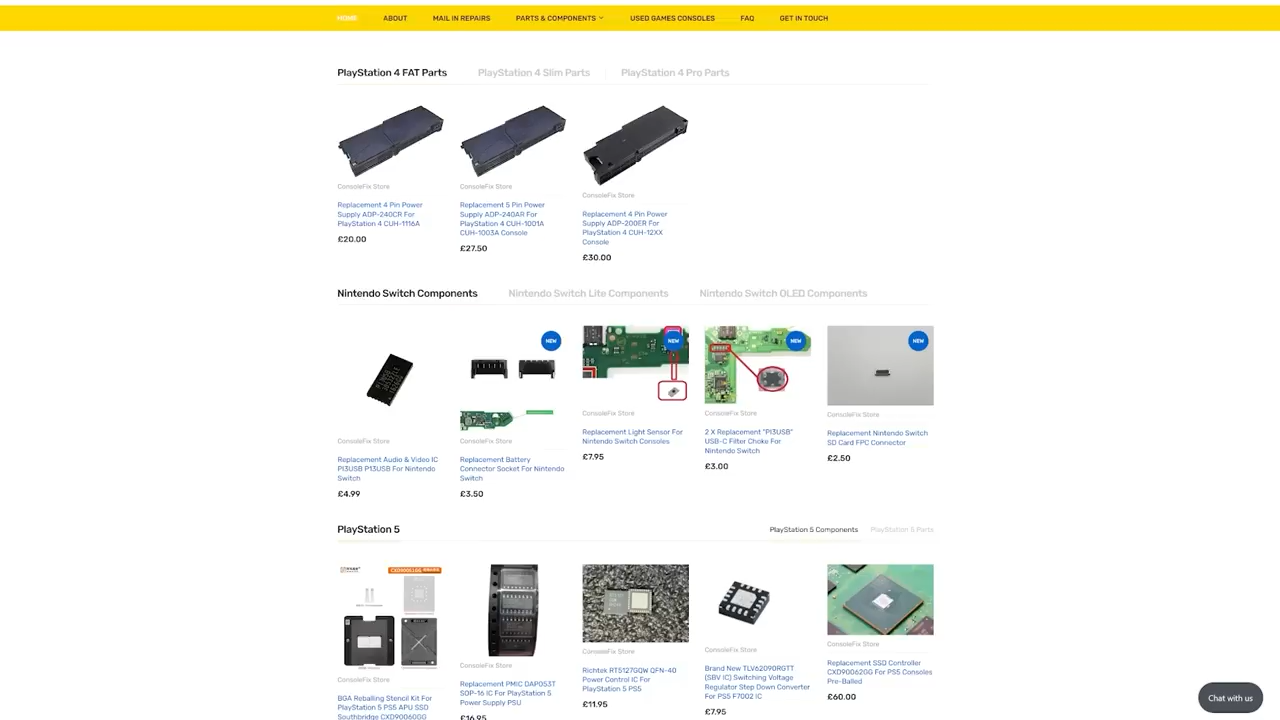 HOME ABOUT MAIL IN REPAIRS PARTS & COMPONENTS USED GAMES CONSOLES FAQ GET IN TOUCH
PlayStation 4 FAT Parts PlayStation 4 Slim Parts PlayStation 4 Pro Parts
ConsoleFix Store
Replacement 4 Pin Power
Supply ADP-240CR For
PlayStation 4 CUH-1116A
£20.00
ConsoleFix Store
Replacement 5 Pin Power
Supply ADP-240AR For
PlayStation 4 CUH-1001A
CUH-1003A Console
£27.50
ConsoleFix Store
Replacement 4 Pin Power
Supply ADP-200ER For
PlayStation 4 CUH-12XX
Console
£30.00
Nintendo Switch Components Nintendo Switch Lite Components Nintendo Switch OLED Components
ConsoleFix Store
Replacement Audio & Video IC
PI3USB P13USB For Nintendo
Switch
£4.99
NEW
ConsoleFix Store
Replacement Battery
Connector Socket For Nintendo
Switch
£3.50
NEW
ConsoleFix Store
Replacement Light Sensor For
Nintendo Switch Consoles
£7.95
NEW
ConsoleFix Store
2 X Replacement "PI3USB"
USB-C Filter Choke For
Nintendo Switch
£3.00
NEW
ConsoleFix Store
Replacement Nintendo Switch
SD Card FPC Connector
£2.50
PlayStation 5 PlayStation 5 Components PlayStation 5 Parts
ConsoleFix Store
BGA Reballing Stencil Kit For
PlayStation 5 APU SSD
Southbridge CXD90060GG
ConsoleFix Store
Replacement PMIC DAP053T
SOP-16 IC For PlayStation 5
Power Supply PSU
£16.95
ConsoleFix Store
Richtek RT5127GQW QFN-40
Power Control IC For
PlayStation 5 PS5
£11.95
ConsoleFix Store
Brand New TLV62090RGTT
(SBV IC) Switching Voltage
Regulator Step Down Converter
For PS5 F7002 IC
£7.95
ConsoleFix Store
Replacement SSD Controller
CXD90062GG For PS5 Consoles
Pre-Balled
£60.00
Chat with us